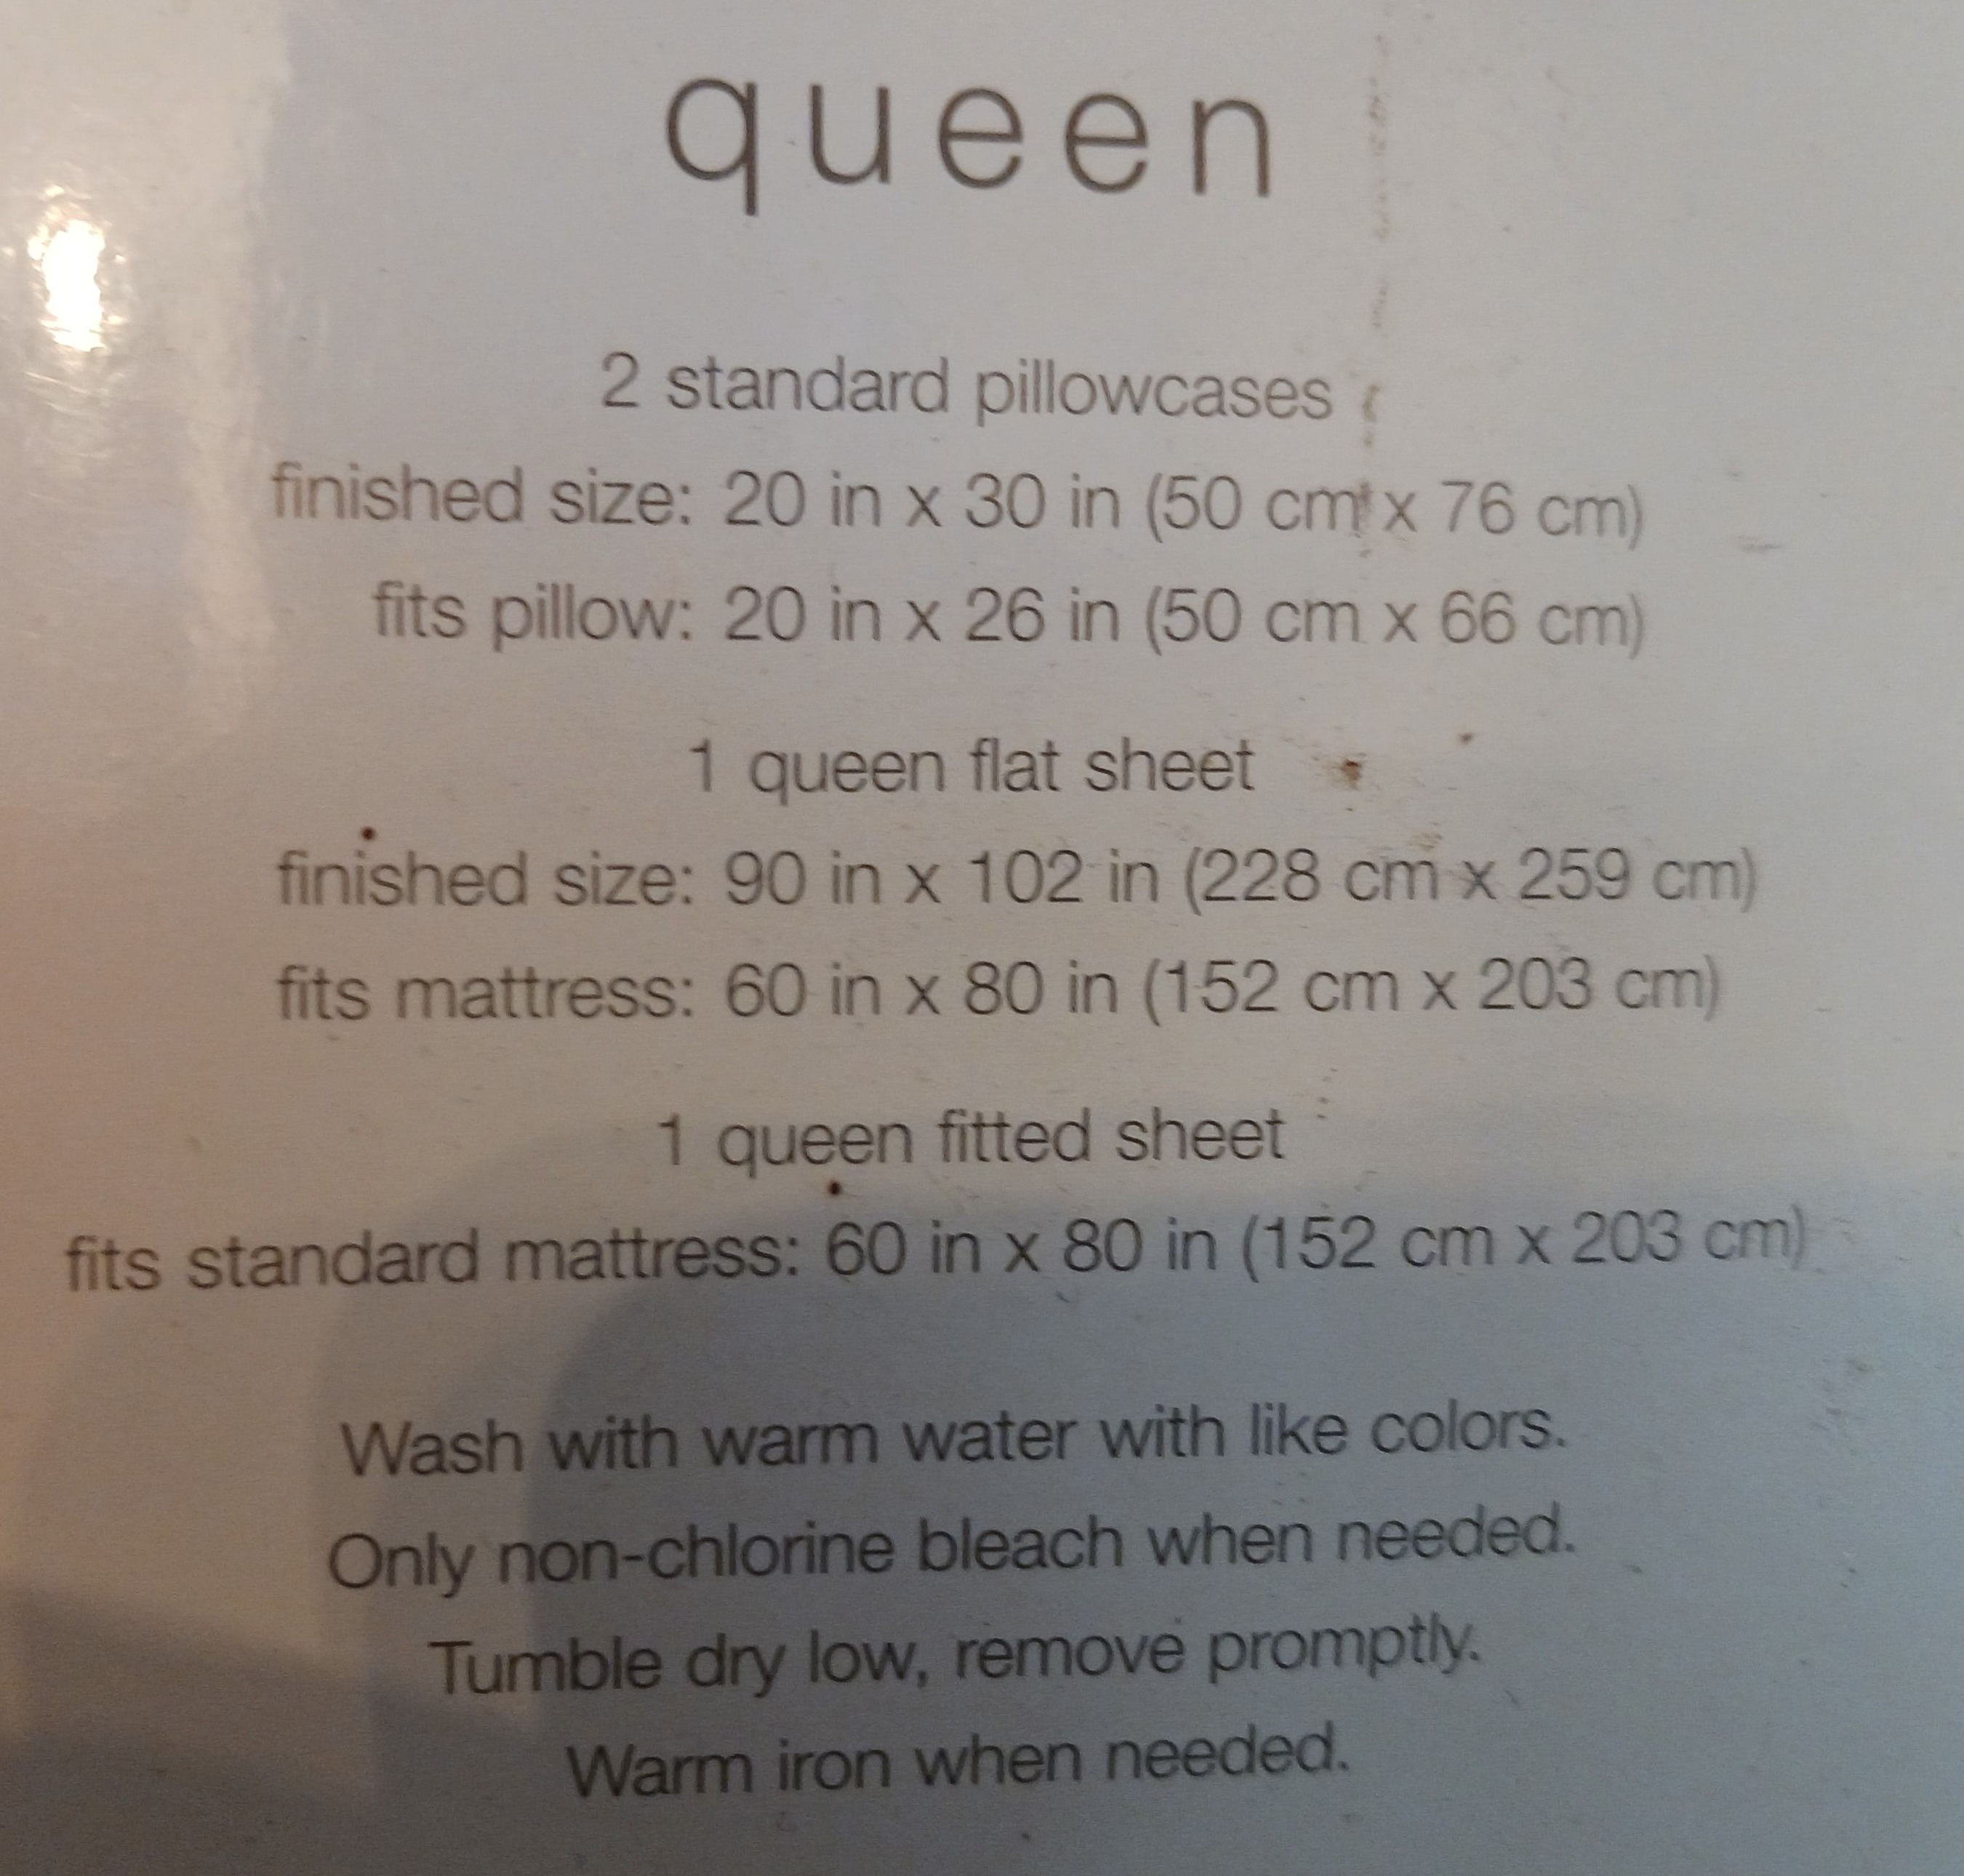 queen
2 standard pillowcases
finished size: 20 in x 30 in (50 cm x 76 cm)
fits pillow: 20 in x 26 in (50 cm x 66 cm)
1 queen flat sheet
finished size: 90 in x 102 in (228 cm x 259 cm)
fits mattress: 60 in x 80 in (152 cm x 203 cm)
1 queen fitted sheet
fits standard mattress: 60 in x 80 in (152 cm x 203 cm)
Wash with warm water with like colors.
Only non-chlorine bleach when needed.
Tumble dry low, remove promptly.
Warm iron when needed.